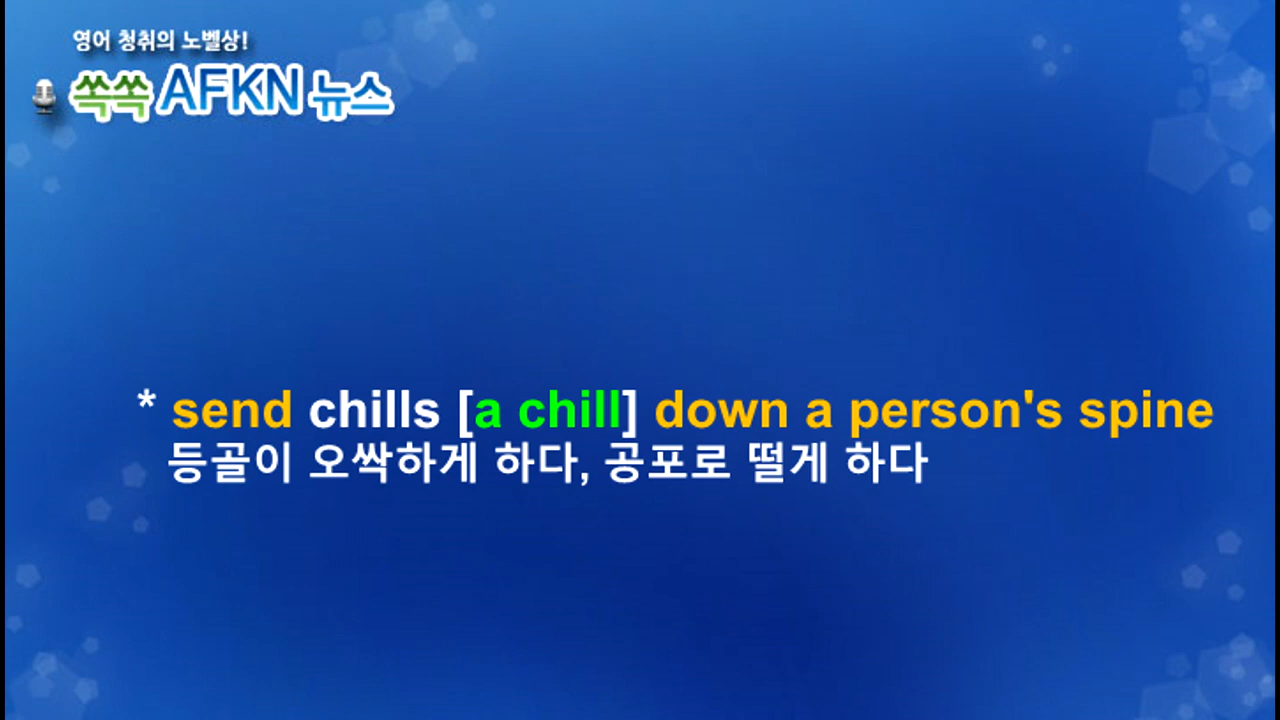 영어 청취의 노벨상!
쏙쏙 AFKN 뉴스
* send chills [a chill] down a person's spine
등골이 오싹하게 하다, 공포로 떨게 하다